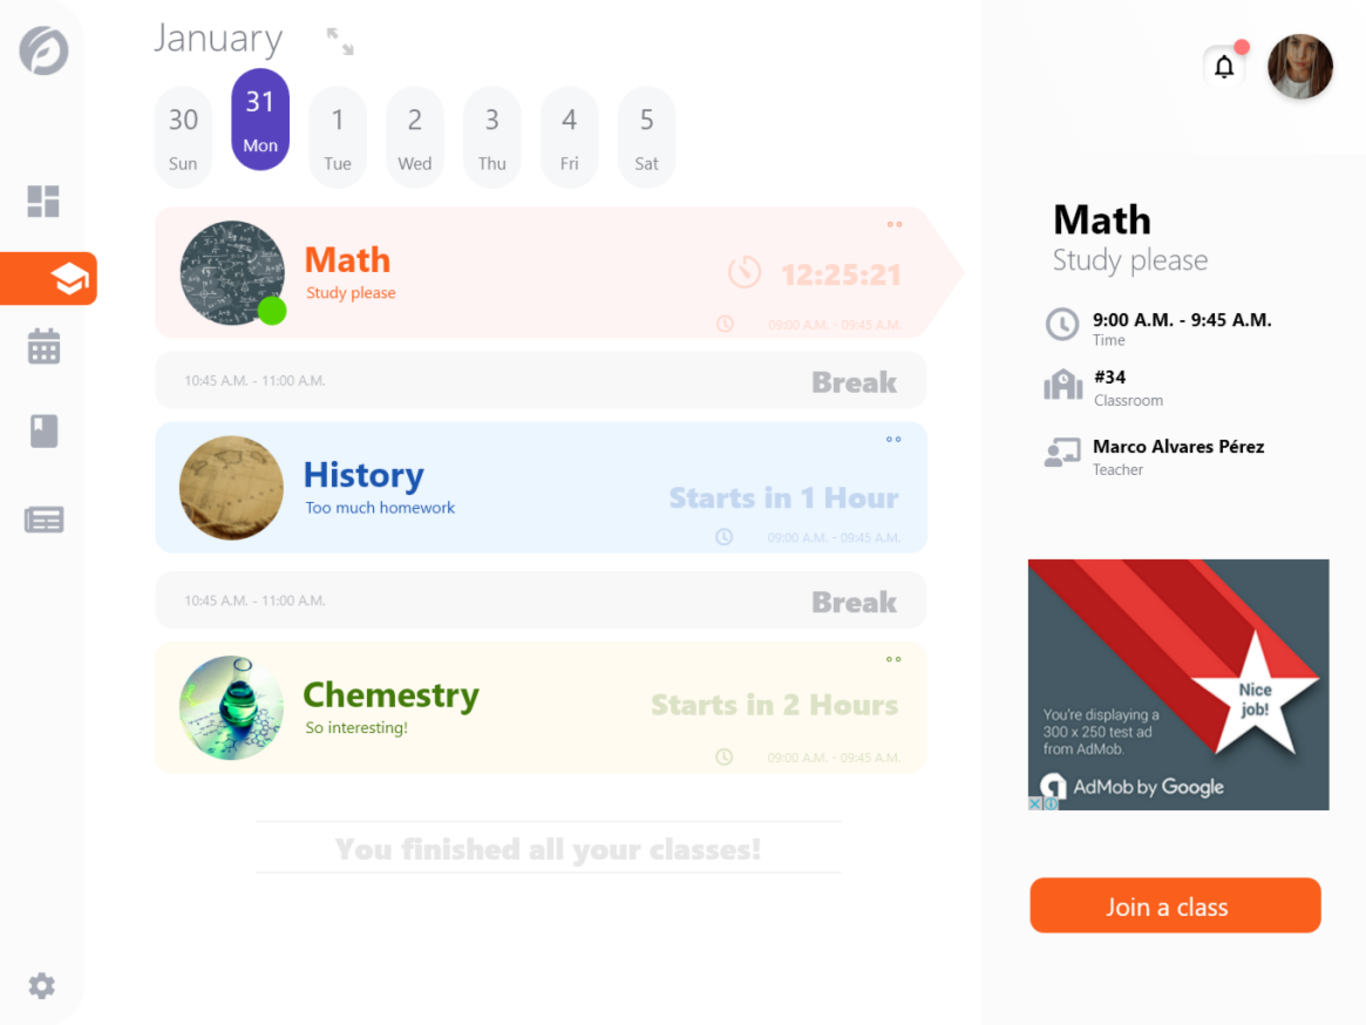 January
30
Sun
31
Mon
1
Tue
2
Wed
3
Thu
4
Fri
5
Sat
Math
Study please
12:25:21
09:00 A.M. - 09:45 A.M.
10:45 A.M. - 11:00 A.M.
Break
History
Too much homework
Starts in 1 Hour
09:00 A.M. - 09:45 A.M.
10:45 A.M. - 11:00 A.M.
Break
Chemestry
So interesting!
Starts in 2 Hours
09:00 A.M. - 09:45 A.M.
You finished all your classes!
Math
Study please
9:00 A.M. - 9:45 A.M.
Time
#34
Classroom
Marco Alvares Pérez
Teacher
Nice
job!
You're displaying a
300 x 250 test ad
from AdMob.
AdMob by Google
Join a class